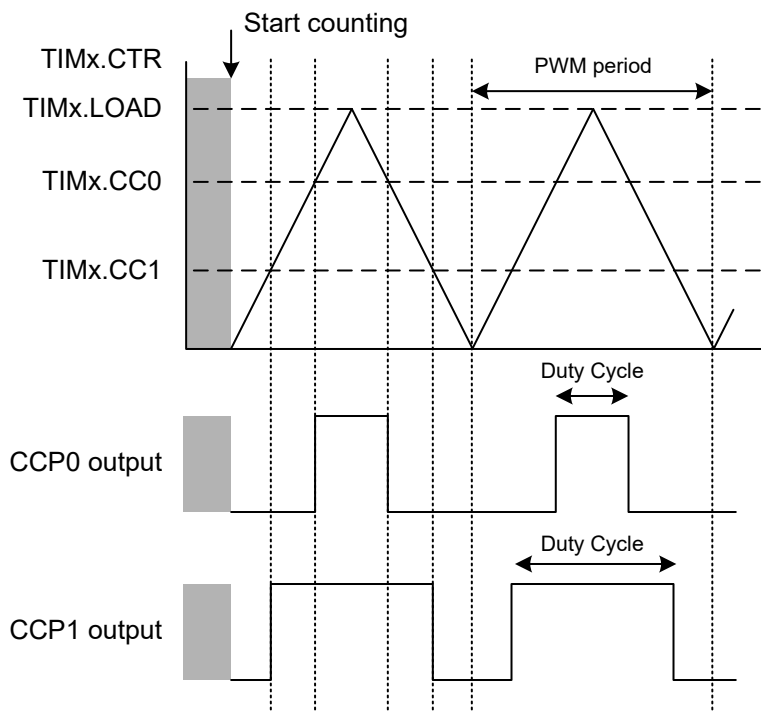 Start counting
TIMx.CTR
PWM period
TIMx.LOAD
TIMx.CC0
TIMx.CC1
Duty Cycle
CCP0 output
Duty Cycle
CCP1 output